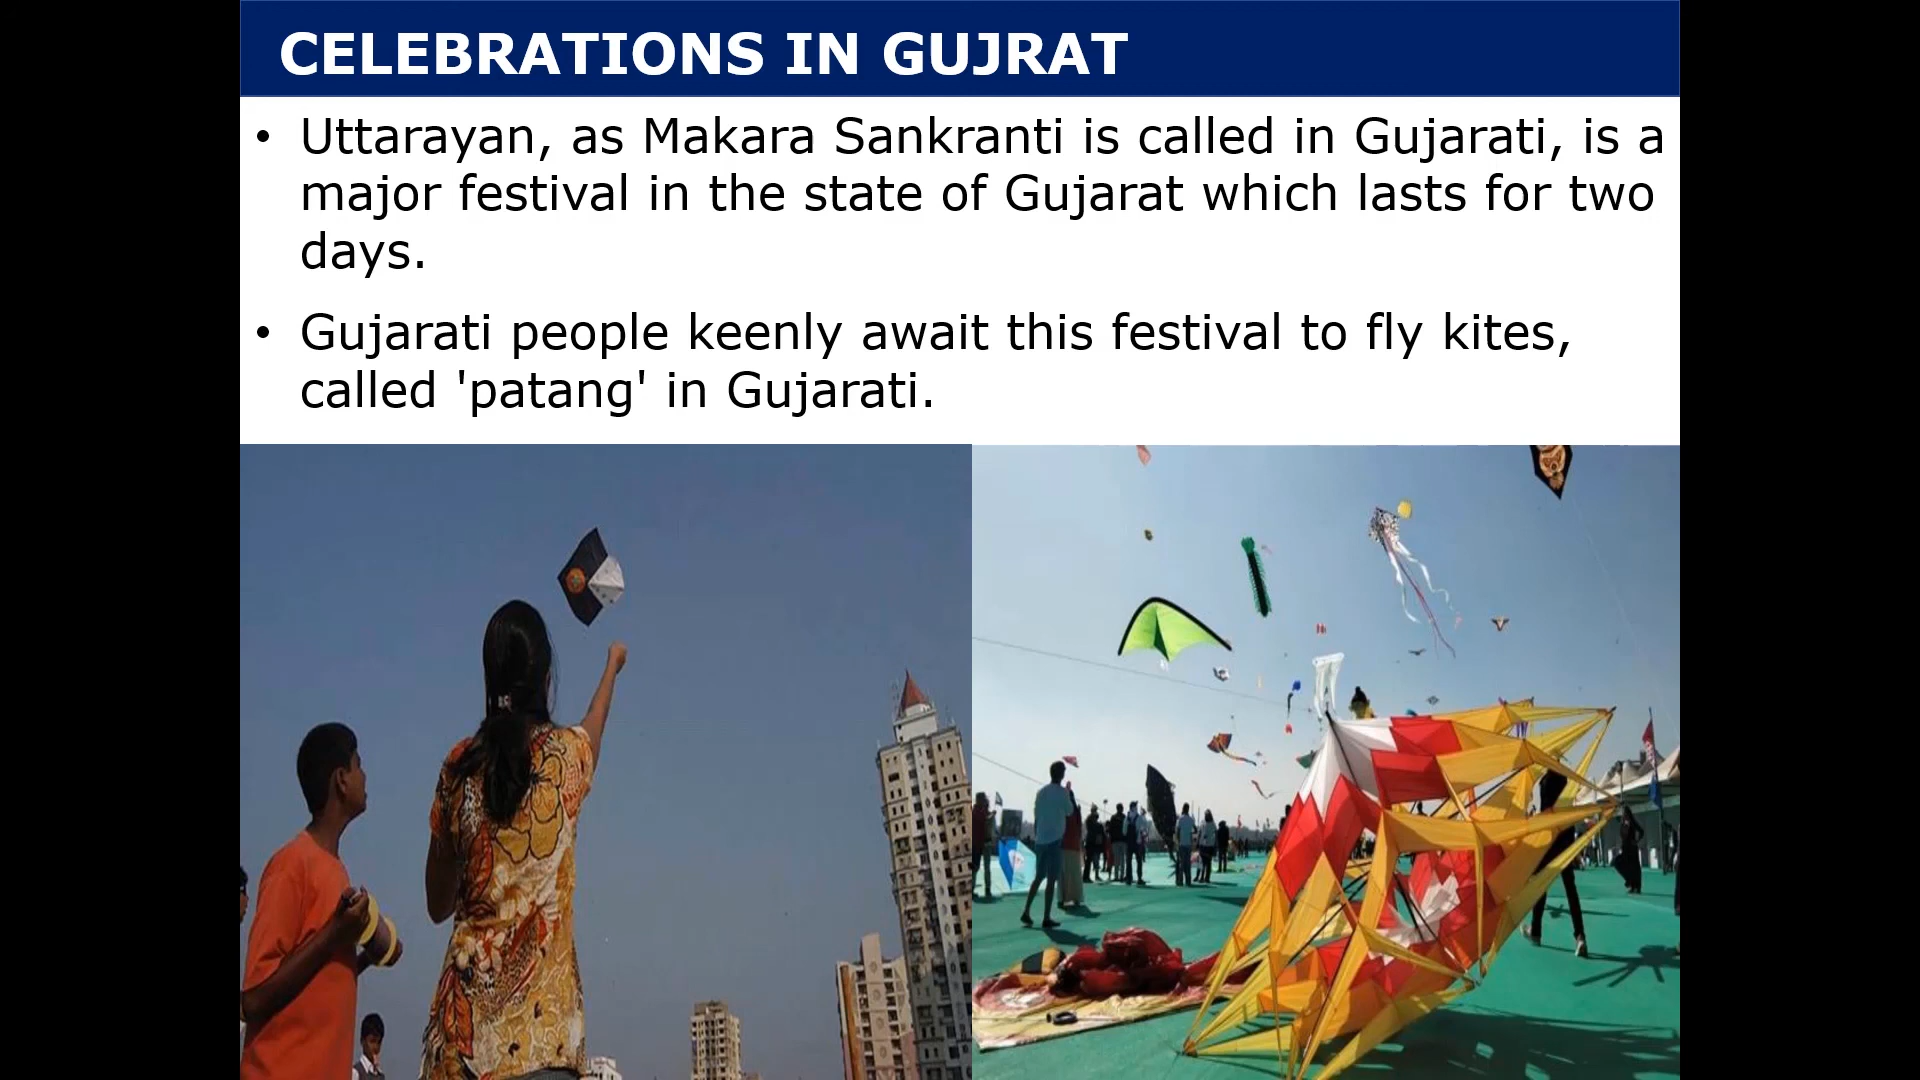 CELEBRATIONS IN GUJRAT
• Uttarayan, as Makara Sankranti is called in Gujarati, is a
major festival in the state of Gujarat which lasts for two
days.
• Gujarati people keenly await this festival to fly kites,
called 'patang' in Gujarati.